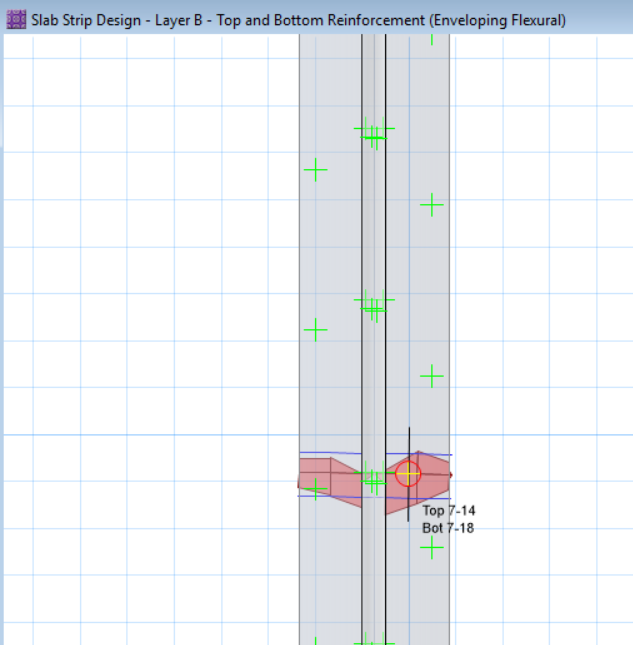 Slab Strip Design - Layer B - Top and Bottom Reinforcement (Enveloping Flexural)
Top 7-14
Bot 7-18